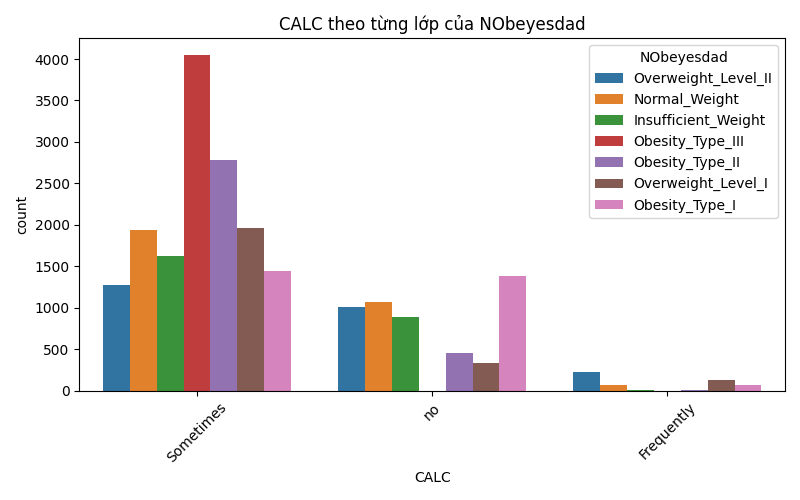 CALC theo từng lớp của NObeyesdad
NObeyesdad
Overweight_Level_II
Normal_Weight
Insufficient_Weight
Obesity_Type_III
Obesity_Type_II
Overweight_Level_I
Obesity_Type_I
count
4000
3500
3000
2500
2000
1500
1000
500
0
Sometimes
no
Frequently
CALC